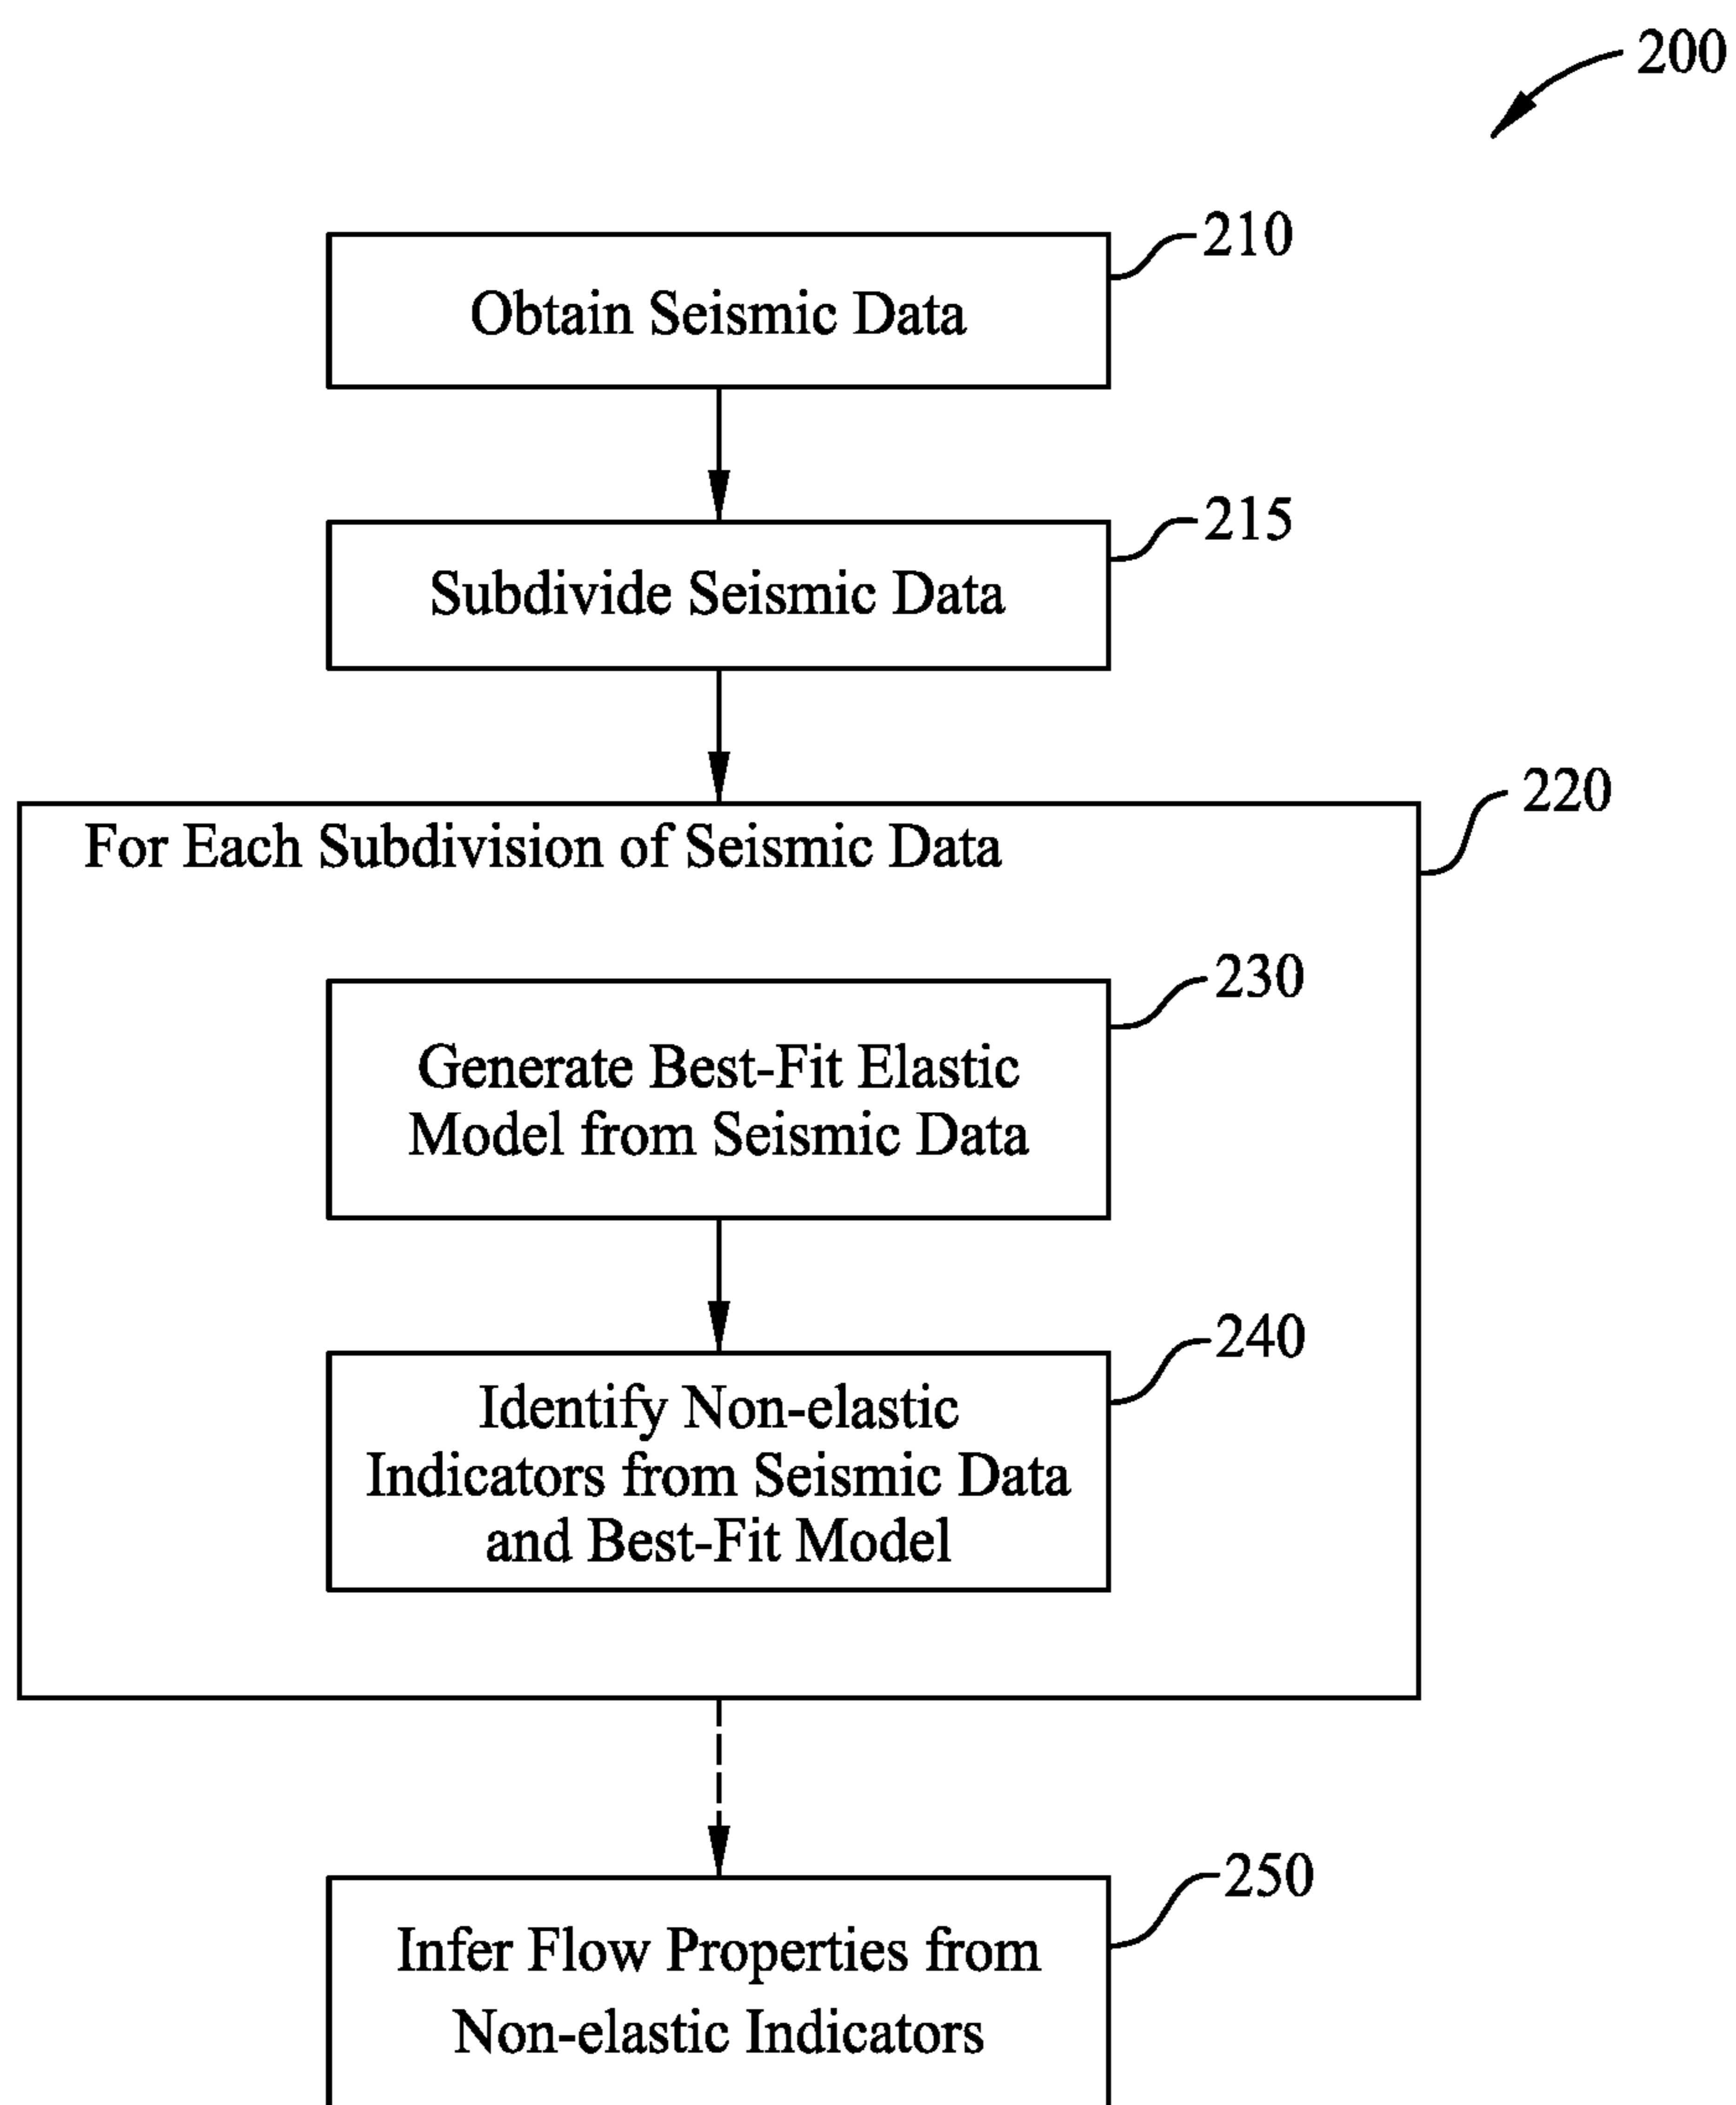 200
210
Obtain Seismic Data
215
Subdivide Seismic Data
220
For Each Subdivision of Seismic Data
230
Generate Best-Fit Elastic
Model from Seismic Data
240
Identify Non-elastic
Indicators from Seismic Data
and Best-Fit Model
250
Infer Flow Properties from
Non-elastic Indicators